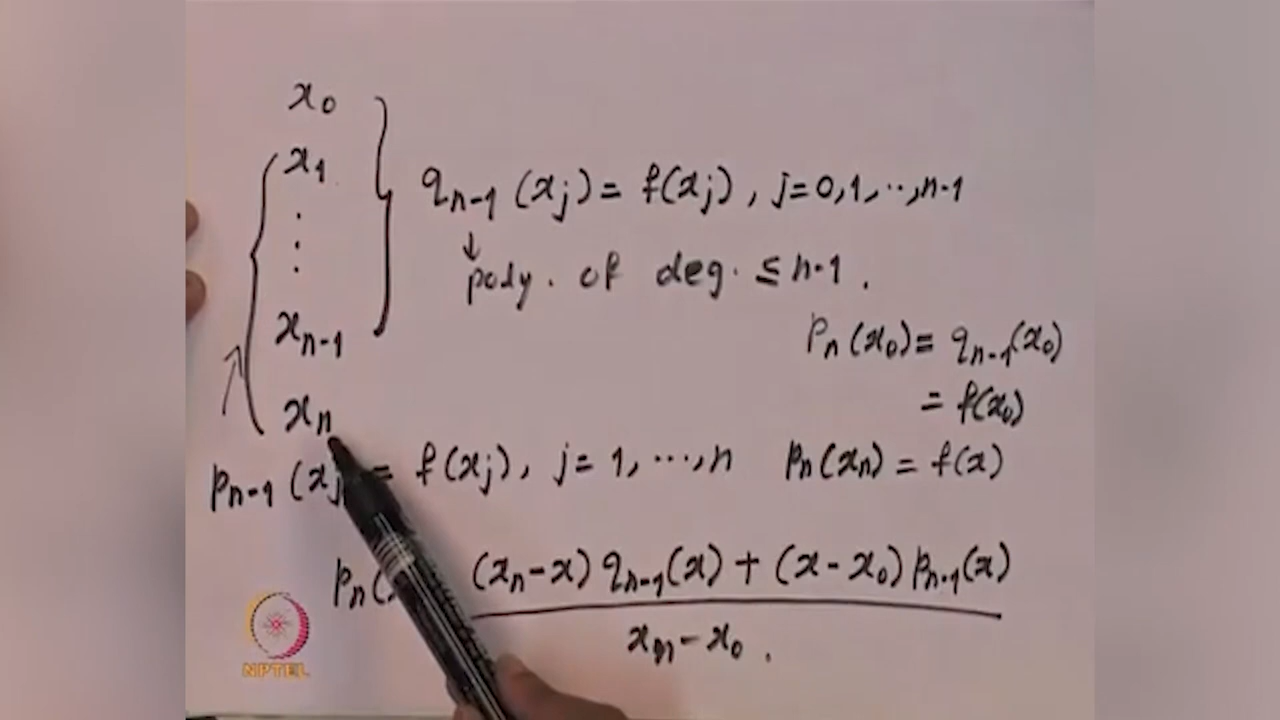 x₀
x₁
⋮
xₙ₋₁
xₙ
qₙ₋₁ (xⱼ) = f(xⱼ) , j=0,1,..,n-1
↓
poly. of deg. ≤ n-1 .
pₙ(x₀) = qₙ₋₁(x₀)
= f(x₀)
pₙ₋₁ (xⱼ = f(xⱼ), j= 1, ...,n pₙ(xₙ) = f(x)
pₙ( (xₙ-x) qₙ₋₁(x) + (x-x₀) pₙ₋₁(x)
xₙ - x₀ .
NPTEL